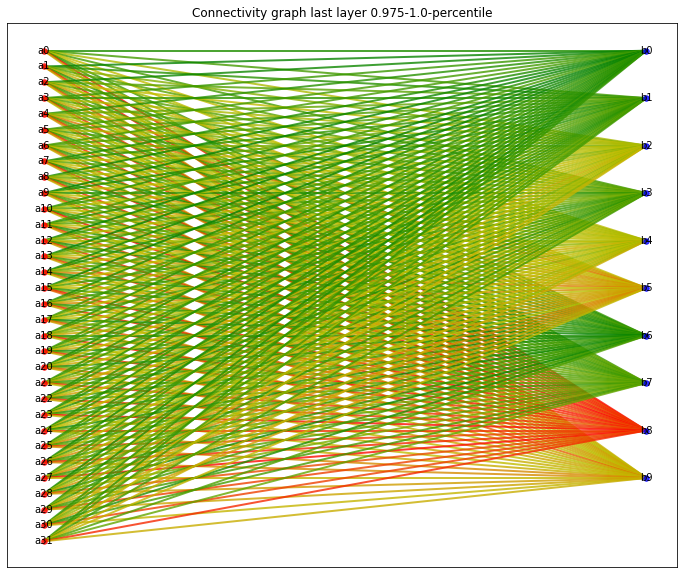 Connectivity graph last layer 0.975-1.0-percentile
a0
a1
a2
a3
a4
a5
a6
a7
a8
a9
a10
a11
a12
a13
a14
a15
a16
a17
a18
a19
a20
a21
a22
a23
a24
a25
a26
a27
a28
a29
a30
a31
b0
b1
b2
b3
b4
b5
b6
b7
b8
b9